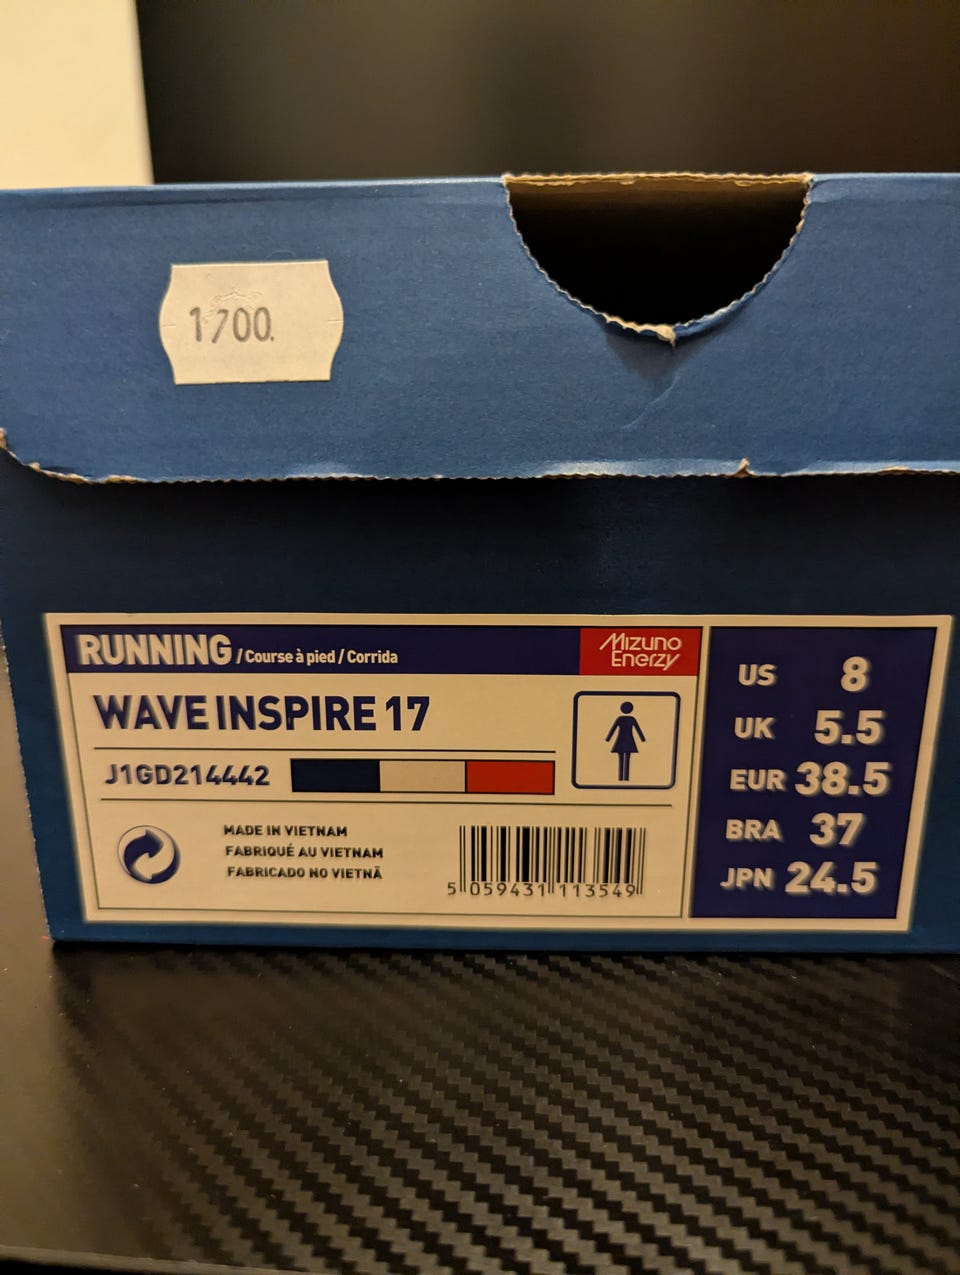 1700.
RUNNING / Course à pied / Corrida
Mizuno
Enerzy
WAVE INSPIRE 17
J1GD214442
MADE IN VIETNAM
FABRIQUÉ AU VIETNAM
FABRICADO NO VIETNÃ
5 059431 113549
US 8
UK 5.5
EUR 38.5
BRA 37
JPN 24.5